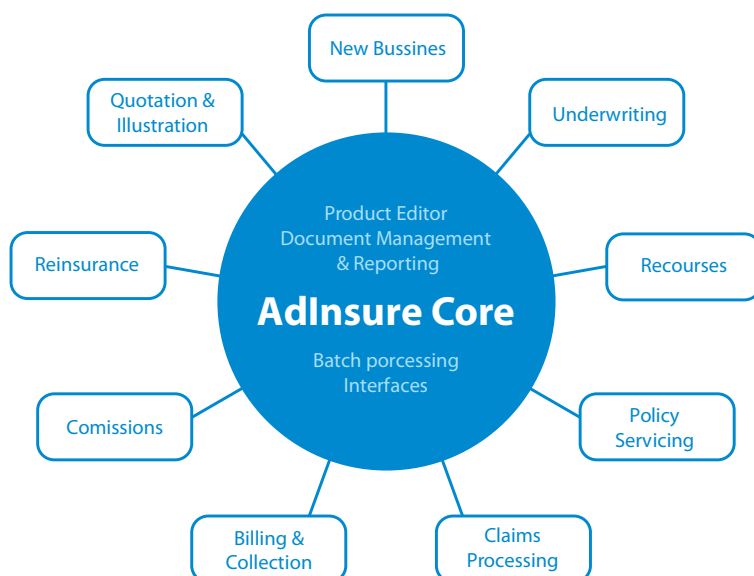 New Bussines
Quotation &
Illustration
Underwriting
Product Editor
Document Management
& Reporting
Reinsurance
Recourses
AdInsure Core
Batch porcessing
Interfaces
Comissions
Policy
Servicing
Billing &
Collection
Claims
Processing